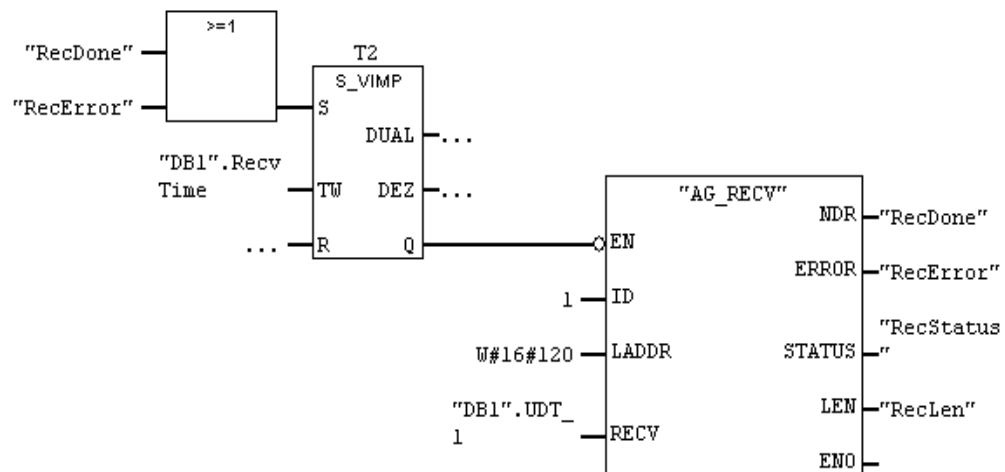 >=1
"RecDone"
"RecError"
T2
S_VIMP
S
DUAL
...
"DB1".Recv
Time
TW
DEZ
...
...
R
Q
"AG_RECV"
NDR
"RecDone"
EN
ERROR
"RecError"
1
ID
"RecStatus
"
W#16#120
LADDR
STATUS
"DB1".UDT_
1
RECV
LEN
"RecLen"
ENO